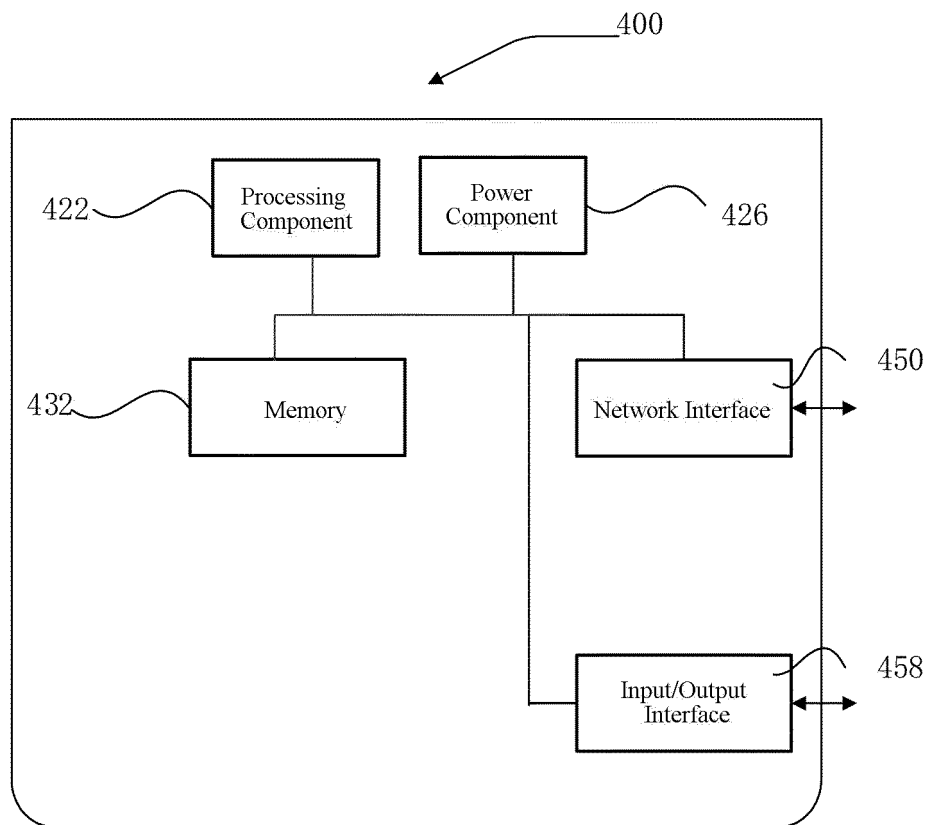 400
422
Processing
Component
Power
Component
426
432
Memory
450
Network Interface
458
Input/Output
Interface